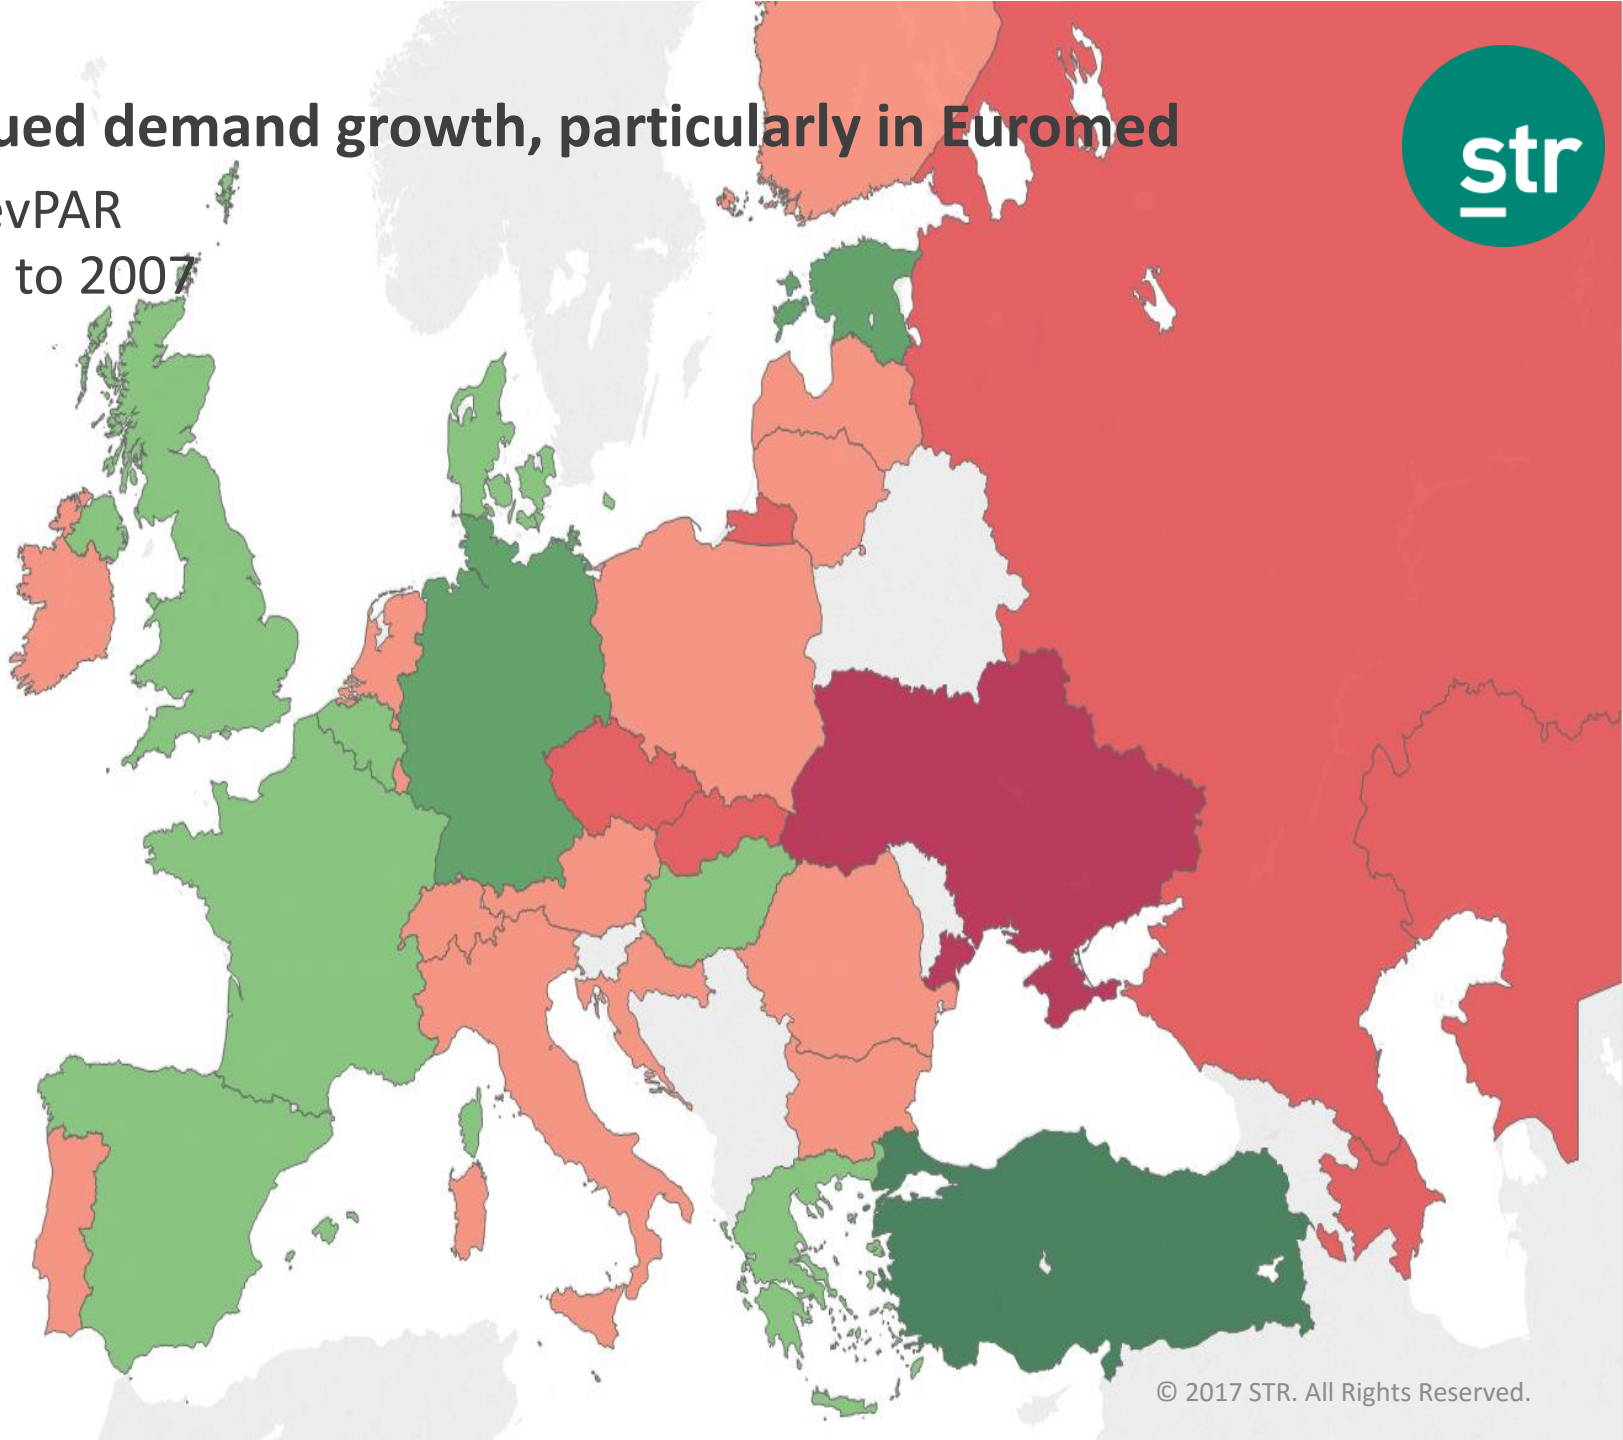 ued demand growth, particularly in Euromed
str
evPAR
to 2007
© 2017 STR. All Rights Reserved.